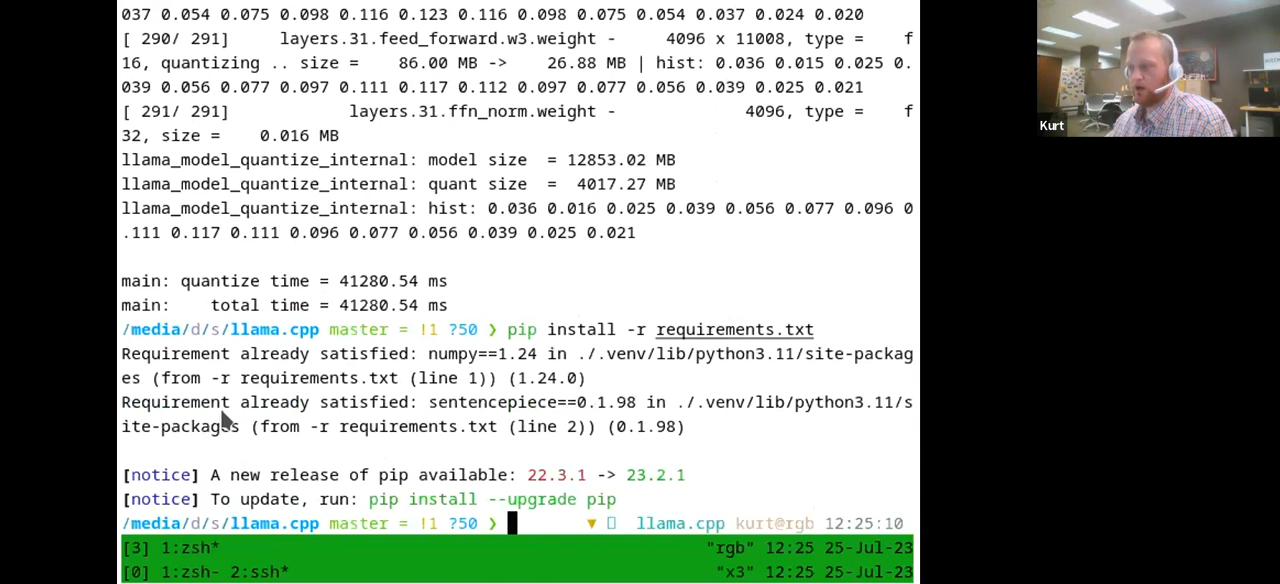 037 0.054 0.075 0.098 0.116 0.123 0.116 0.098 0.075 0.054 0.037 0.024 0.020
[ 290/ 291]     layers.31.feed_forward.w3.weight -     4096 x 11008, type =    f
16, quantizing .. size =    86.00 MB ->    26.88 MB | hist: 0.036 0.015 0.025 0.
039 0.056 0.077 0.097 0.111 0.117 0.112 0.097 0.077 0.056 0.039 0.025 0.021
[ 291/ 291]            layers.31.ffn_norm.weight -             4096, type =    f
32, size =    0.016 MB
llama_model_quantize_internal: model size  = 12853.02 MB
llama_model_quantize_internal: quant size  =  4017.27 MB
llama_model_quantize_internal: hist: 0.036 0.016 0.025 0.039 0.056 0.077 0.096 0
.111 0.117 0.111 0.096 0.077 0.056 0.039 0.025 0.021
main: quantize time = 41280.54 ms
main:    total time = 41280.54 ms
/media/d/s/llama.cpp master = !1 ?50 ❯ pip install -r requirements.txt
Requirement already satisfied: numpy==1.24 in ./.venv/lib/python3.11/site-packag
es (from -r requirements.txt (line 1)) (1.24.0)
Requirement already satisfied: sentencepiece==0.1.98 in ./.venv/lib/python3.11/s
ite-packages (from -r requirements.txt (line 2)) (0.1.98)
[notice] A new release of pip available: 22.3.1 -> 23.2.1
[notice] To update, run: pip install --upgrade pip
/media/d/s/llama.cpp master = !1 ?50 ❯ ▼ llama.cpp kurt@rgb 12:25:10
[3] 1:zsh* "rgb" 12:25 25-Jul-23
[0] 1:zsh- 2:ssh* "x3" 12:25 25-Jul-23
Kurt